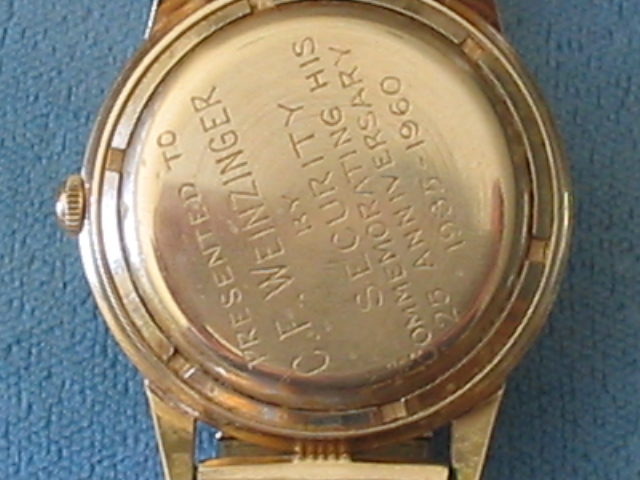 PRESENTED TO
C.F. WEINZINGER
BY
SECURITY
COMMEMORATING HIS
25 ANNIVERSARY
1935-1960